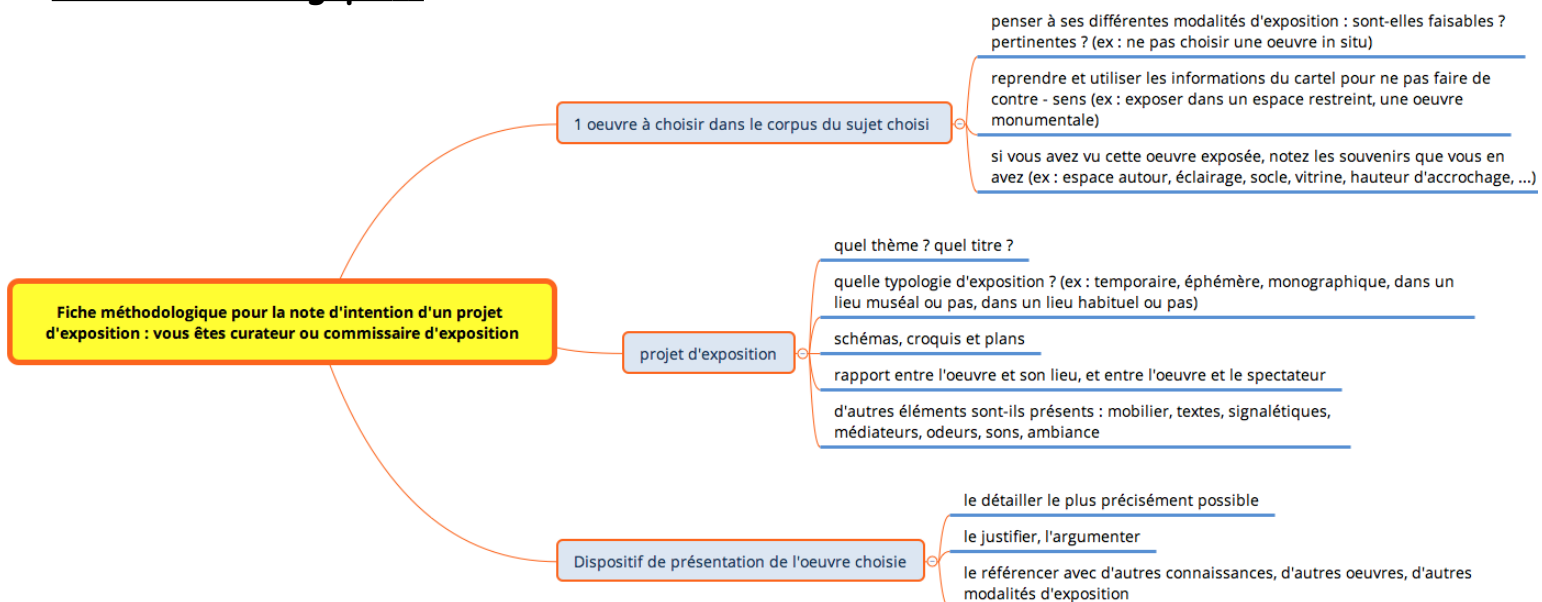 penser à ses différentes modalités d'exposition : sont-elles faisables ?
pertinentes ? (ex : ne pas choisir une oeuvre in situ)
reprendre et utiliser les informations du cartel pour ne pas faire de
contre - sens (ex : exposer dans un espace restreint, une oeuvre
monumentale)
1 oeuvre à choisir dans le corpus du sujet choisi
si vous avez vu cette oeuvre exposée, notez les souvenirs que vous en
avez (ex : espace autour, éclairage, socle, vitrine, hauteur d'accrochage, ...)
Fiche méthodologique pour la note d'intention d'un projet
d'exposition : vous êtes curateur ou commissaire d'exposition
quel thème ? quel titre ?
quelle typologie d'exposition ? (ex : temporaire, éphémère, monographique, dans un
lieu muséal ou pas, dans un lieu habituel ou pas)
projet d'exposition
schémas, croquis et plans
rapport entre l'oeuvre et son lieu, et entre l'oeuvre et le spectateur
d'autres éléments sont-ils présents : mobilier, textes, signalétiques,
médiateurs, odeurs, sons, ambiance
le détailler le plus précisément possible
le justifier, l'argumenter
Dispositif de présentation de l'oeuvre choisie
le référencer avec d'autres connaissances, d'autres oeuvres, d'autres
modalités d'exposition